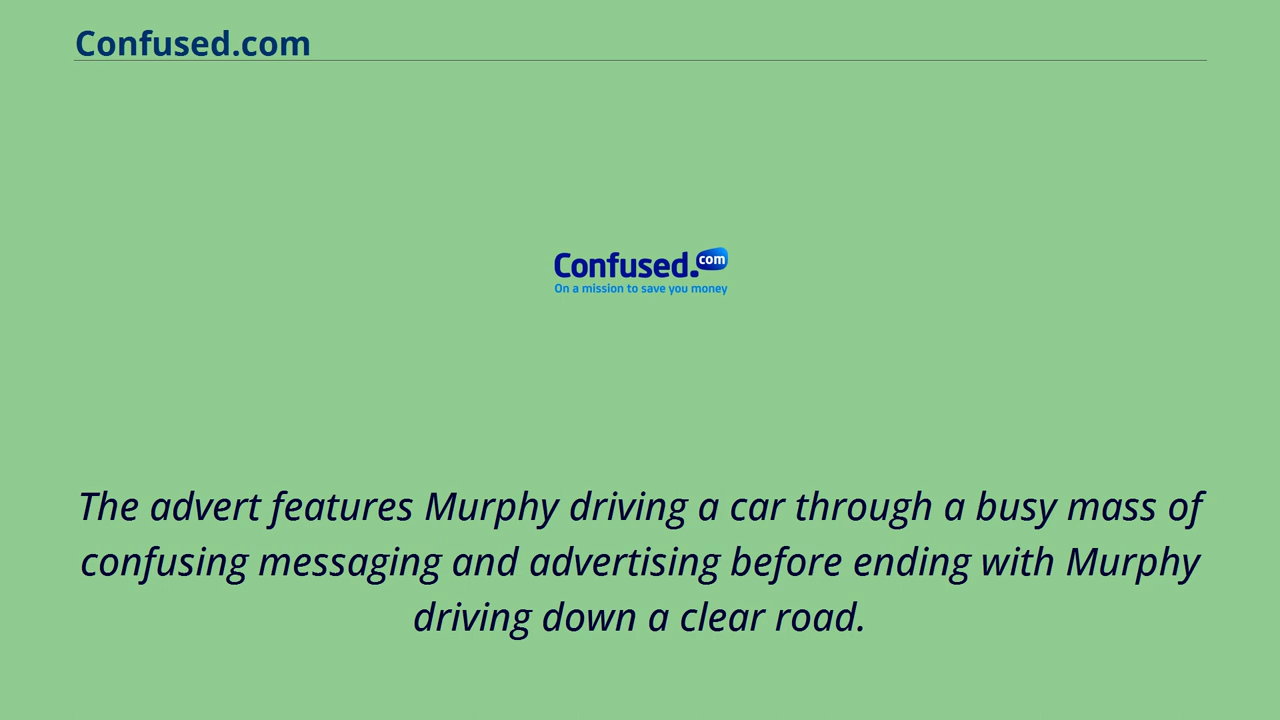 Confused.com
Confused.com
On a mission to save you money
The advert features Murphy driving a car through a busy mass of
confusing messaging and advertising before ending with Murphy
driving down a clear road.